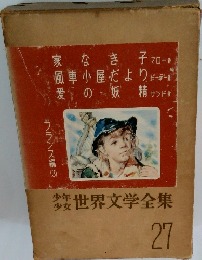 家なき子 マロー
風車小屋だより ドーデー
愛の妖精 サンド
フランス編(3)
少年少女 世界文学全集
27